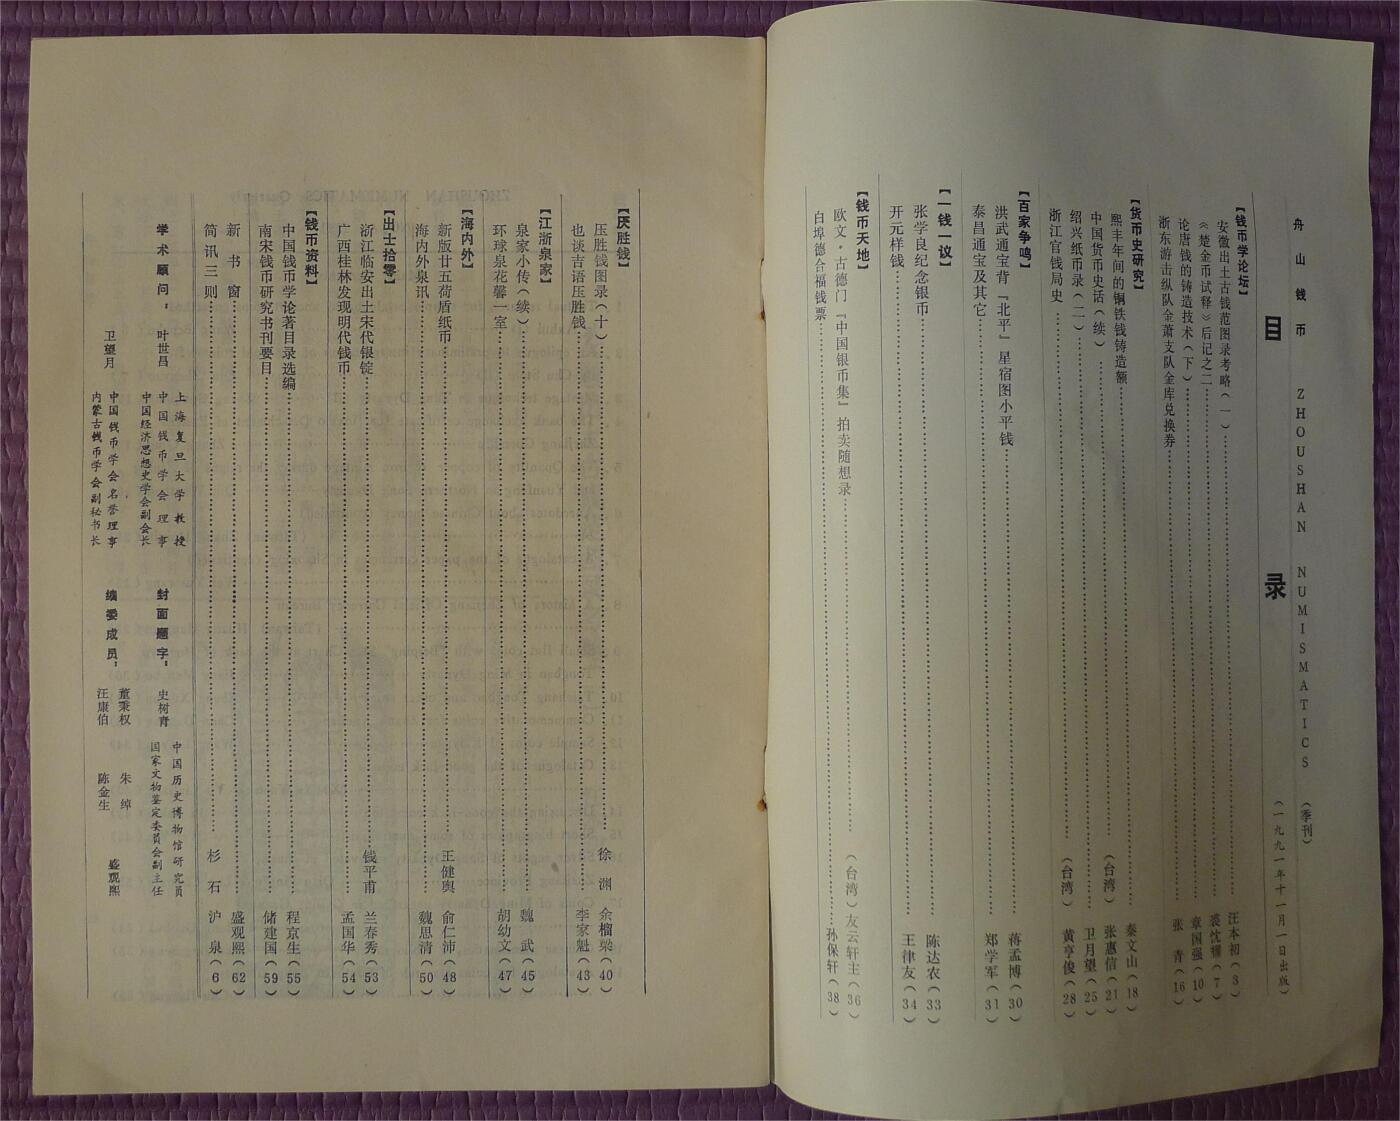 舟山钱币 ZHOUSHAN NUMISMATICS (季刊)
目录 (一九九一年十一月一日出版)
【钱币学论坛】
安徽出土古钱范图录考略(一)……汪本初(3)
《楚金币试释》后记之二……裘忱耀(7)
论唐钱的铸造技术(下)……章国强(10)
浙东游击纵队金萧支队金库兑换券……张青(16)
【货币史研究】
熙丰年间的铜铁钱铸造额……秦文山(18)
中国货币史话(续)……(台湾)张惠信(21)
绍兴纸币录(二)……卫月望(25)
浙江官钱局史……(台湾)黄亨俊(28)
【百家争鸣】
洪武通宝背『北平』星宿图小平钱……蒋孟博(30)
泰昌通宝及其它……郑学军(31)
【一钱一议】
张学良纪念银币……陈达农(33)
开元样钱……王律友(34)
【钱币天地】
欧文·古德门『中国银币集』拍卖随想录……(台湾)友云轩主(36)
白埠德合福钱票……孙保轩(38)
【厌胜钱】
压胜钱图录(十)……徐渊 余榴梁(40)
也谈吉语压胜钱……李家魁(43)
【江浙泉家】
泉家小传(续)……魏武(45)
环球泉花馨一室……胡幼文(47)
【海内外】
新版廿五荷盾纸币……王健舆 俞仁沛(48)
海内外泉讯……魏思清(50)
【出土拾零】
浙江临安出土宋代银锭……钱平甫 兰春秀(53)
广西桂林发现明代钱币……孟国华(54)
【钱币资料】
中国钱币学论著目录选编……程京生(55)
南宋钱币研究书刊要目……储建国(59)
新书窗……盛观熙(62)
简讯三则……杉石 沪泉(6)
学术顾问：叶世昌 上海复旦大学教授
中国钱币学会理事
中国经济思想史学会副会长
卫望月 中国钱币学会名誉理事
内蒙古钱币学会副秘书长
封面题字：史树青 中国历史博物馆研究员
国家文物鉴定委员会副主任
编委成员：董秉权 朱绰 盛观熙
汪康伯 陈金生